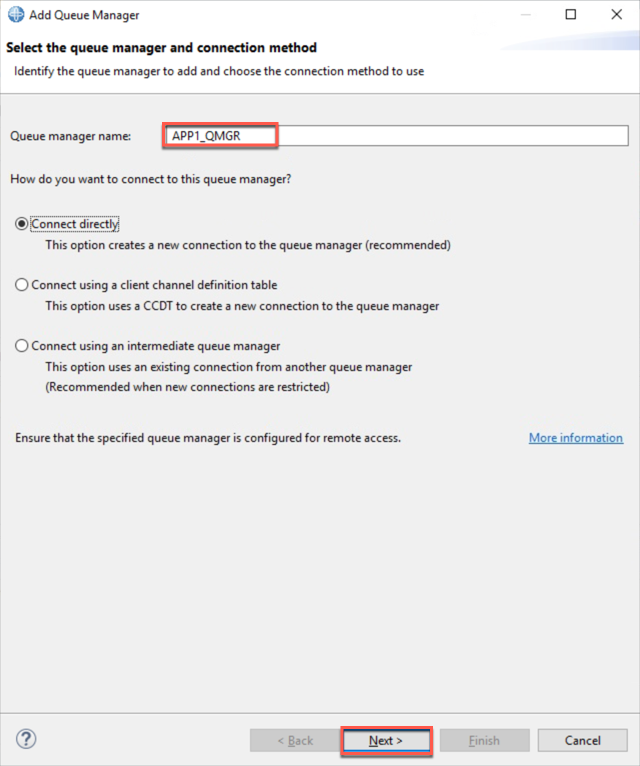 Add Queue Manager
Select the queue manager and connection method
Identify the queue manager to add and choose the connection method to use
Queue manager name: APP1_QMGR
How do you want to connect to this queue manager?
Connect directly
This option creates a new connection to the queue manager (recommended)
Connect using a client channel definition table
This option uses a CCDT to create a new connection to the queue manager
Connect using an intermediate queue manager
This option uses an existing connection from another queue manager
(Recommended when new connections are restricted)
Ensure that the specified queue manager is configured for remote access. More information
? < Back Next > Finish Cancel